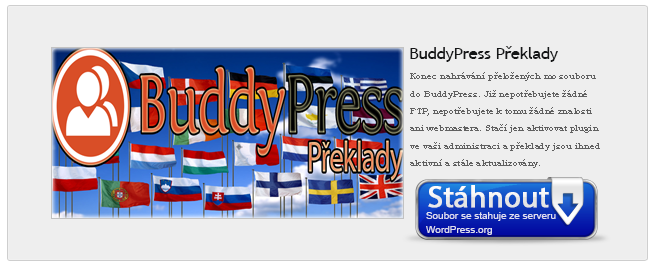 BuddyPress
Překlady
BuddyPress Překlady
Konec nahrávání přeložených mo souboru
do BuddyPress. Již nepotřebujete žádné
FTP, nepotřebujete k tomu žádné znalosti
ani webmastera. Stačí jen aktivovat plugin
ve vaši administraci a překlady jsou ihned
aktivní a stále aktualizovány.
Stáhnout
Soubor se stahuje ze serveru
WordPress.org